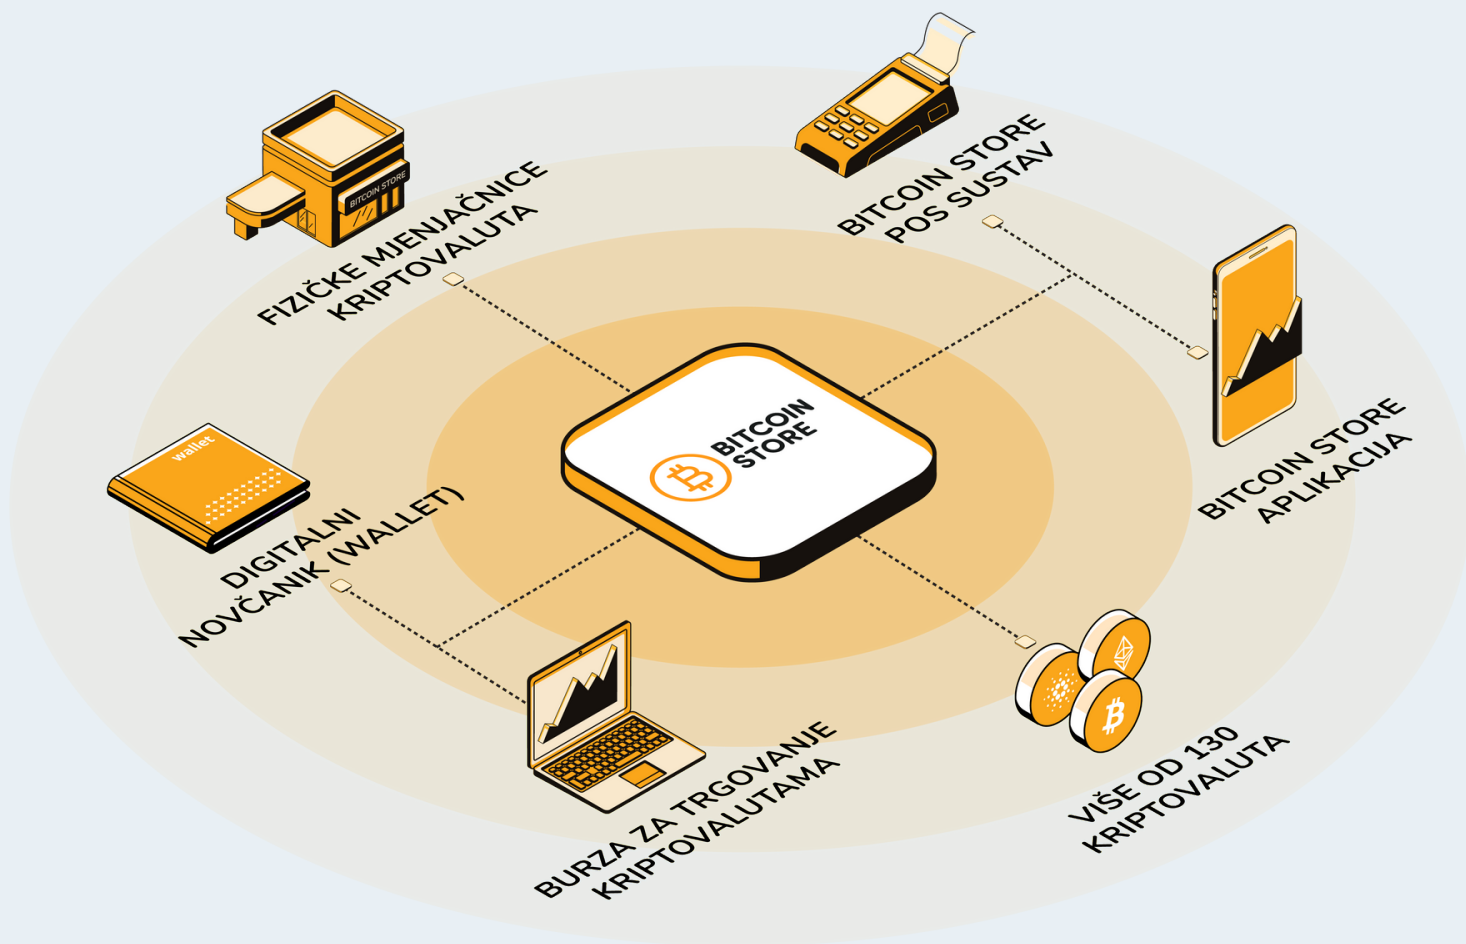 BITCOIN STORE
POS SUSTAV
BITCOIN STORE
FIZIČKE MJENJAČNICE
KRIPTOVALUTA
BITCOIN
STORE
BITCOIN STORE
APLIKACIJA
wallet
DIGITALNI
NOVČANIK (WALLET)
BURZA ZA TRGOVANJE
KRIPTOVALUTAMA
VIŠE OD 130
KRIPTOVALUTA